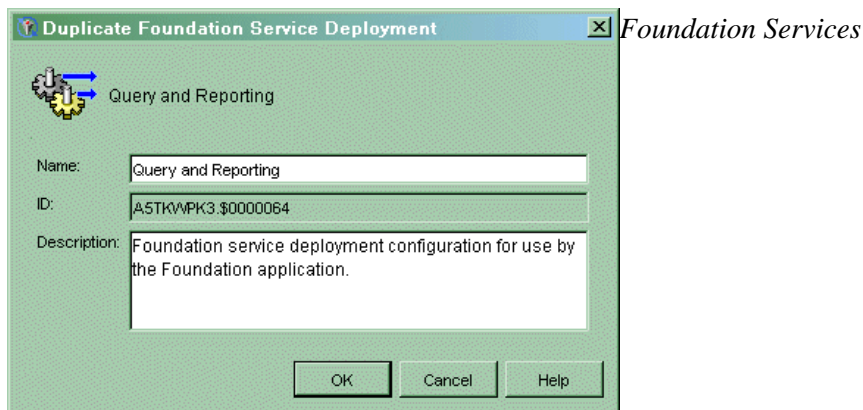 Duplicate Foundation Service Deployment
Foundation Services
Query and Reporting
Name:
Query and Reporting
ID:
A5TKWPK3.$0000064
Description:
Foundation service deployment configuration for use by
the Foundation application.
OK
Cancel
Help